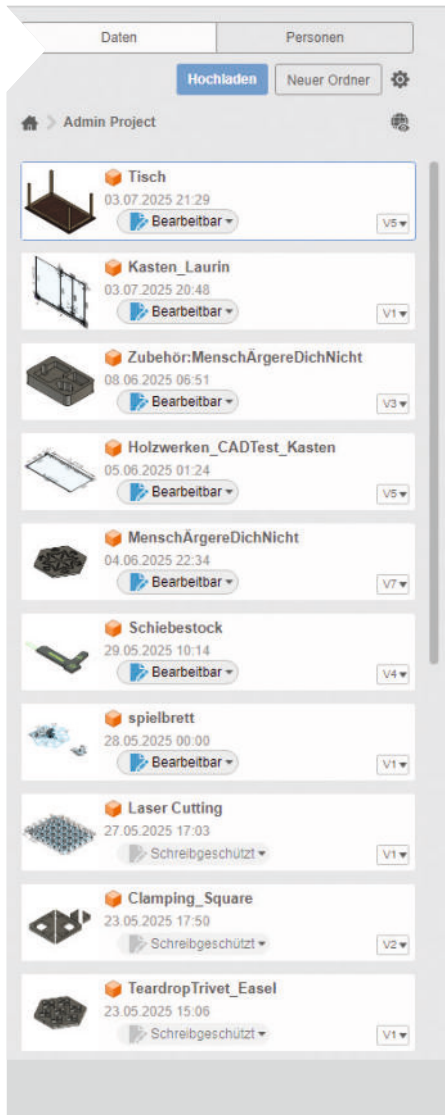 Daten Personen
Hochladen Neuer Ordner
Admin Project
Tisch
03.07.2025 21:29
Bearbeitbar V5
Kasten_Laurin
03.07.2025 20:48
Bearbeitbar V1
Zubehör:MenschÄrgereDichNicht
08.06.2025 06:51
Bearbeitbar V3
Holzwerken_CADTest_Kasten
05.06.2025 01:24
Bearbeitbar V5
MenschÄrgereDichNicht
04.06.2025 22:34
Bearbeitbar V7
Schiebestock
29.05.2025 10:14
Bearbeitbar V4
spielbrett
28.05.2025 00:00
Bearbeitbar V1
Laser Cutting
27.05.2025 17:03
Schreibgeschützt V1
Clamping_Square
23.05.2025 17:50
Schreibgeschützt V2
TeardropTrivet_Easel
23.05.2025 15:06
Schreibgeschützt V1